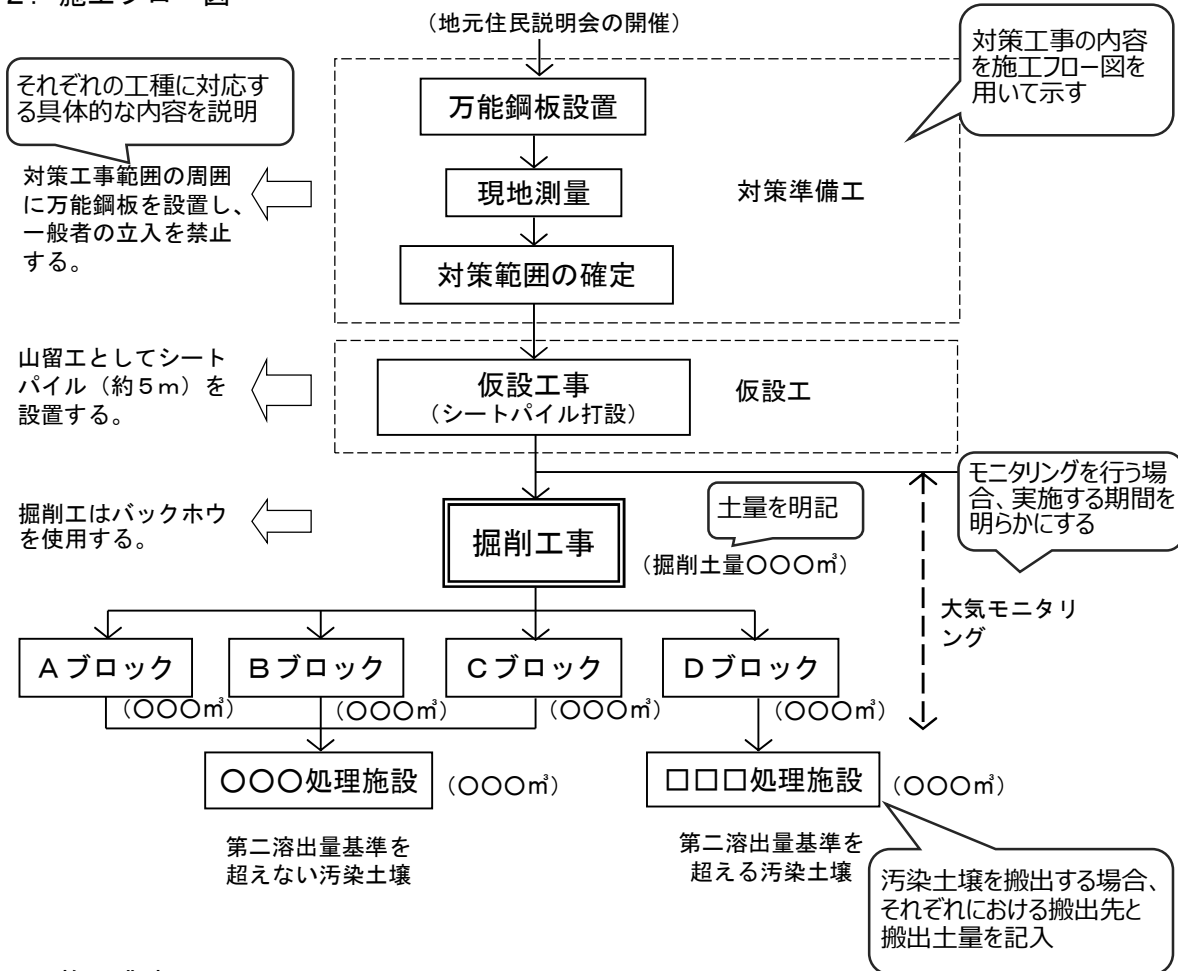 ２．施工フロー図
（地元住民説明会の開催）
対策工事の内容
を施工フロー図を
用いて示す
それぞれの工種に対応す
る具体的な内容を説明
万能鋼板設置
対策工事範囲の周囲
に万能鋼板を設置し、
一般者の立入を禁止
する。
現地測量
対策準備工
対策範囲の確定
山留工としてシート
パイル（約５ｍ）を
設置する。
仮設工事
（シートパイル打設）
仮設工
モニタリングを行う場
合、実施する期間を
明らかにする
掘削工はバックホウ
を使用する。
掘削工事
土量を明記
（掘削土量○○○㎥）
大気モニタリ
ング
Ａブロック
Ｂブロック
Ｃブロック
Ｄブロック
（○○○㎥）
（○○○㎥）
（○○○㎥）
（○○○㎥）
○○○処理施設
（○○○㎥）
□□□処理施設
（○○○㎥）
第二溶出量基準を
超えない汚染土壌
第二溶出量基準を
超える汚染土壌
汚染土壌を搬出する場合、
それぞれにおける搬出先と
搬出土量を記入